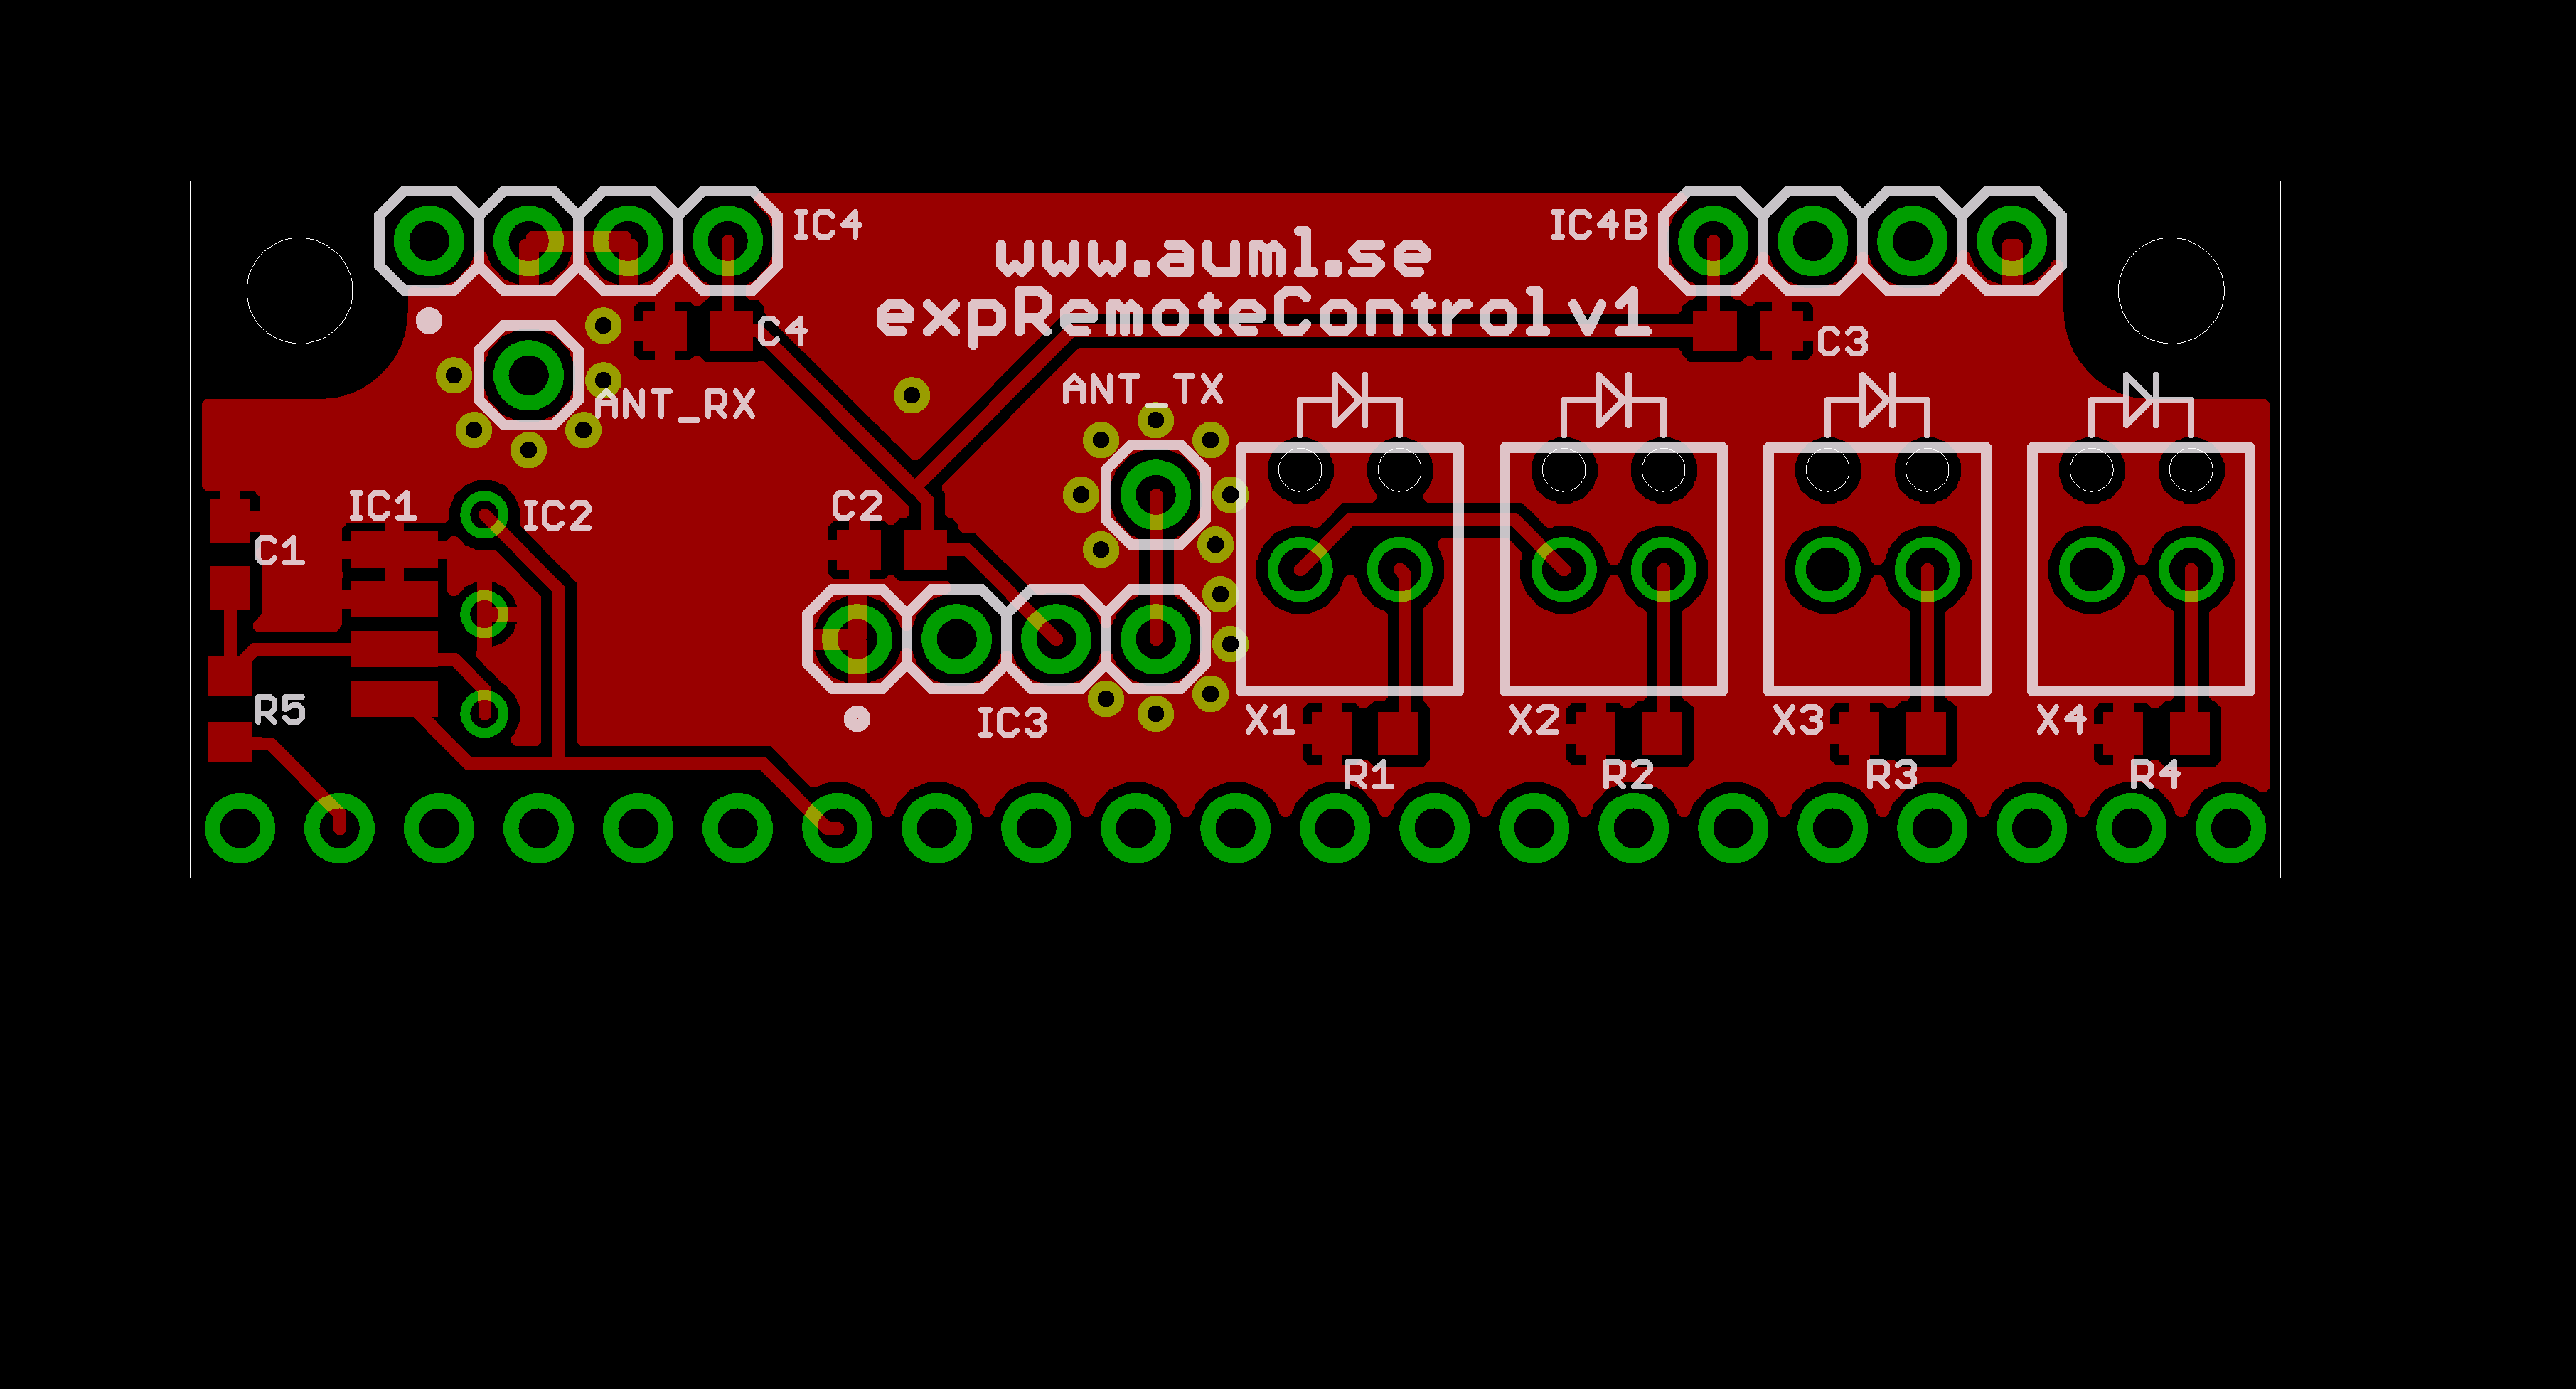 IC4
IC4B
www.auml.se
expRemoteControl v1
C4
C3
ANT_RX
ANT_TX
IC1
IC2
C2
C1
R5
IC3
X1
X2
X3
X4
R1
R2
R3
R4